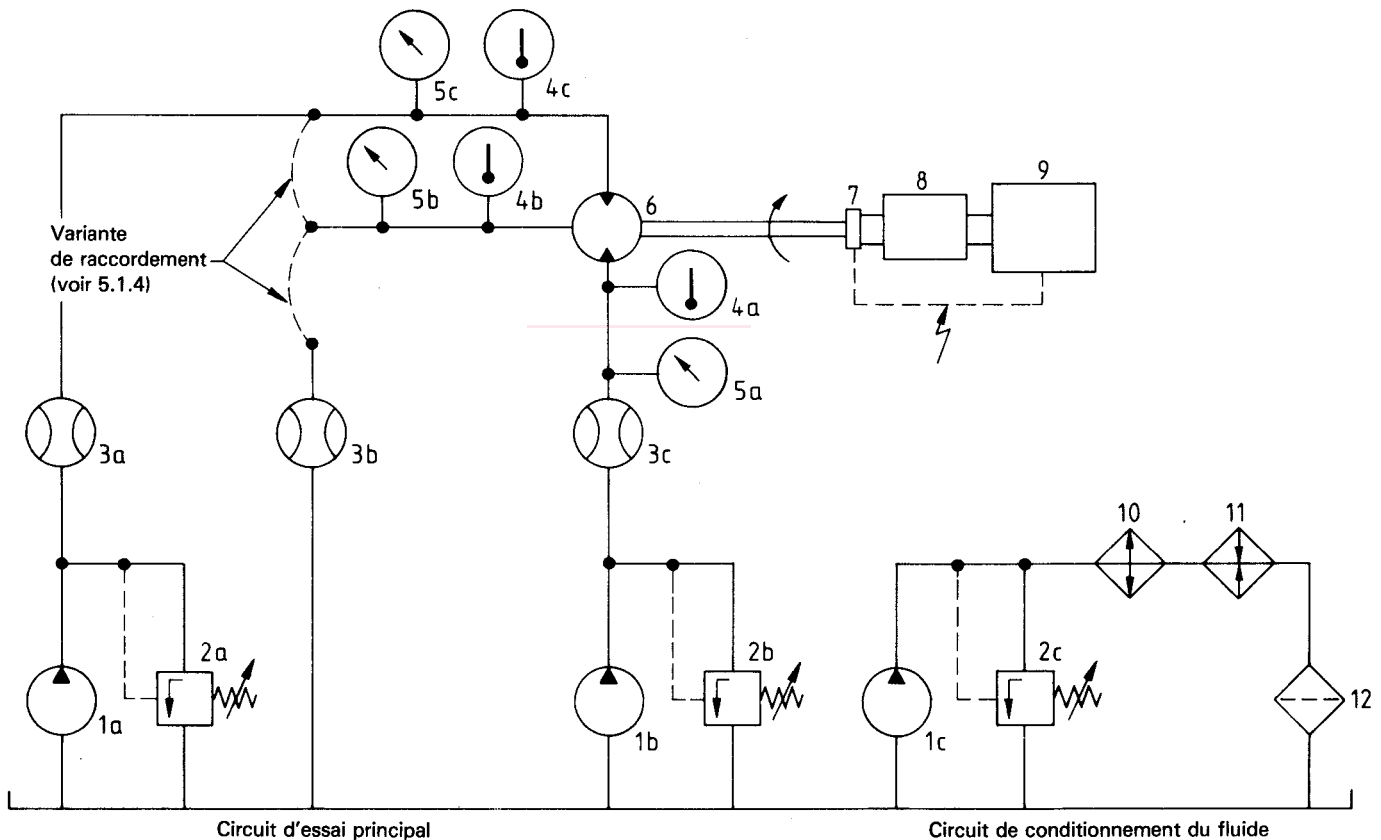 5c
4c
5b
4b
6
7
8
9
Variante
de raccordement
(voir 5.1.4)
4a
5a
3a
3b
3c
10
11
2a
2b
2c
1a
1b
1c
12
Circuit d'essai principal
Circuit de conditionnement du fluide